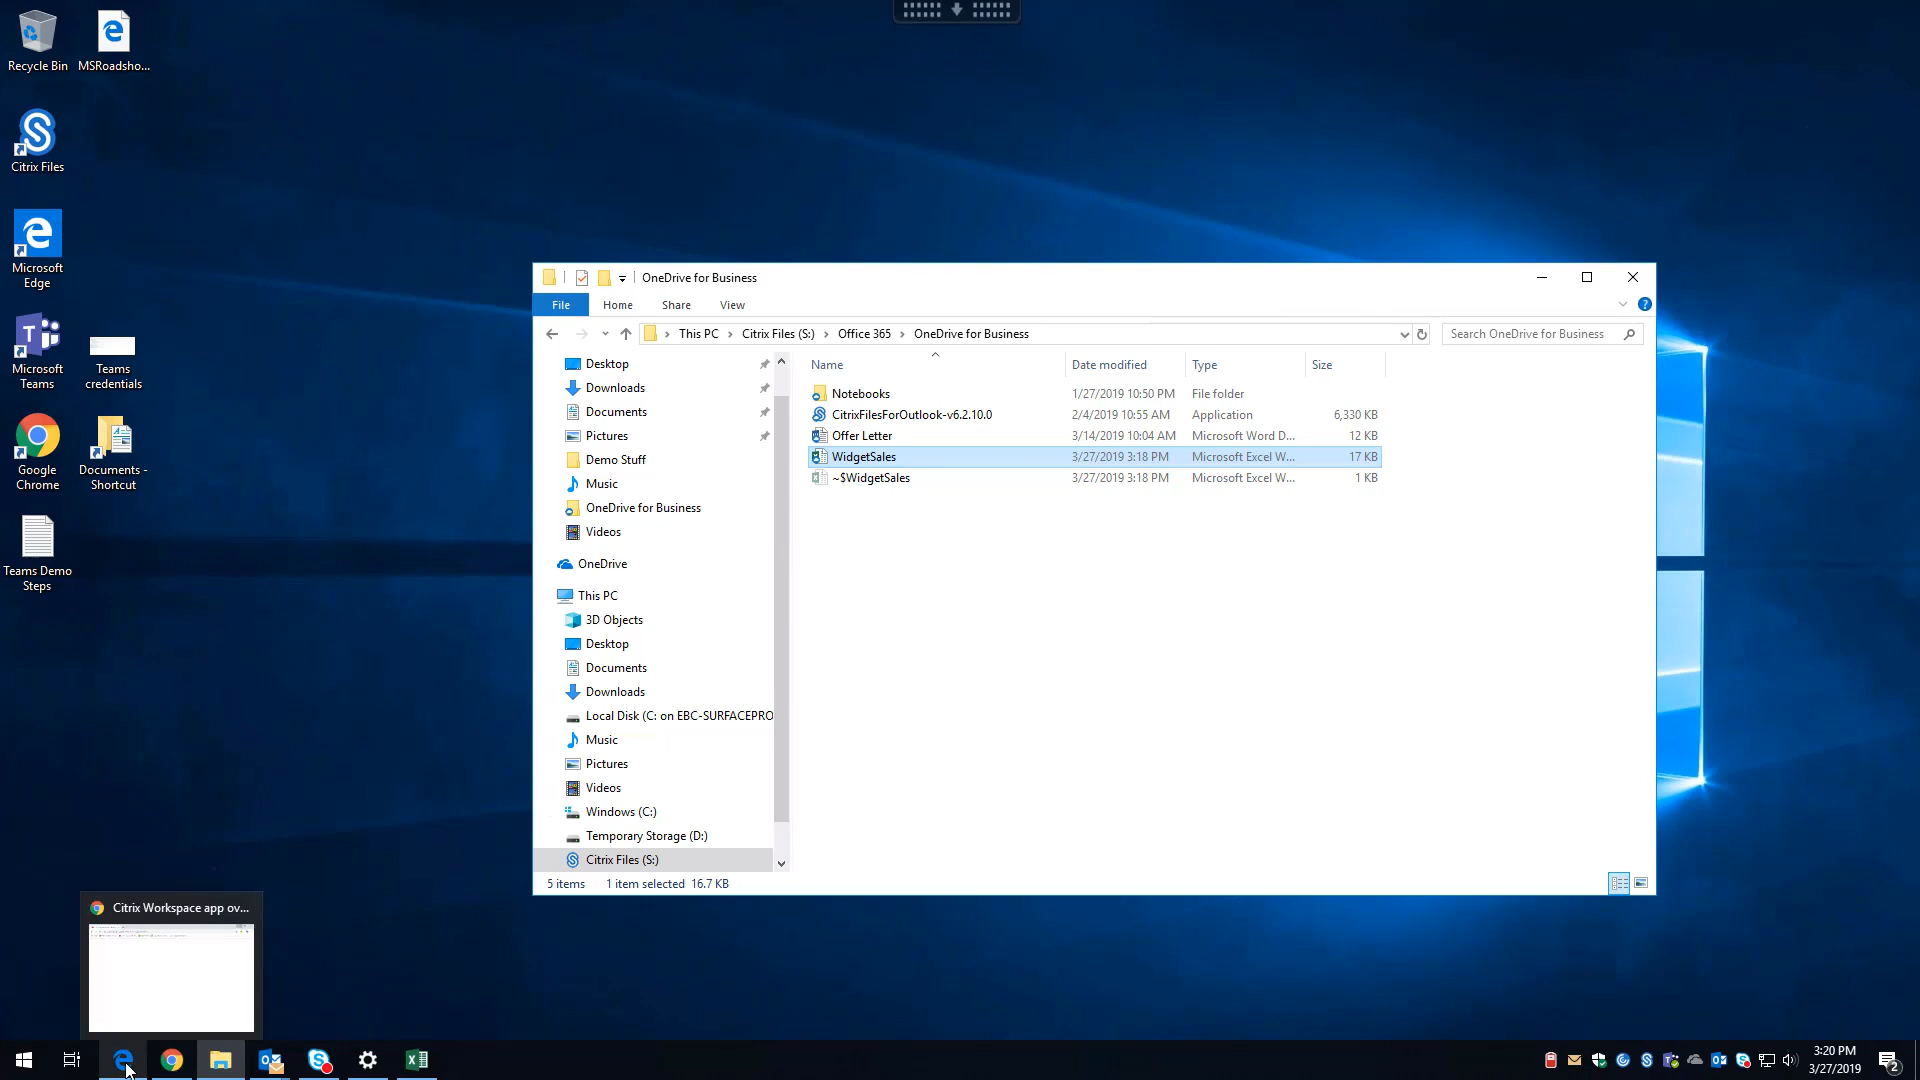 Recycle Bin
MSRoadsho...
Citrix Files
Microsoft
Edge
Microsoft
Teams
Teams
credentials
Google
Chrome
Documents -
Shortcut
Teams Demo
Steps
OneDrive for Business
File Home Share View
This PC Citrix Files (S:) Office 365 OneDrive for Business
Search OneDrive for Business
Desktop
Downloads
Documents
Pictures
Demo Stuff
Music
OneDrive for Business
Videos
OneDrive
This PC
3D Objects
Desktop
Documents
Downloads
Local Disk (C: on EBC-SURFACEPRO
Music
Pictures
Videos
Windows (C:)
Temporary Storage (D:)
Citrix Files (S:)
Name Date modified Type Size
Notebooks 1/27/2019 10:50 PM File folder
CitrixFilesForOutlook-v6.2.10.0 2/4/2019 10:55 AM Application 6,330 KB
Offer Letter 3/14/2019 10:04 AM Microsoft Word D... 12 KB
WidgetSales 3/27/2019 3:18 PM Microsoft Excel W... 17 KB
~$WidgetSales 3/27/2019 3:18 PM Microsoft Excel W... 1 KB
5 items 1 item selected 16.7 KB
Citrix Workspace app ov...
3:20 PM
3/27/2019
2